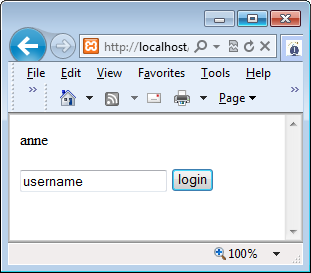 http://localhost/
File Edit View Favorites Tools Help
Page
anne
username login
100%